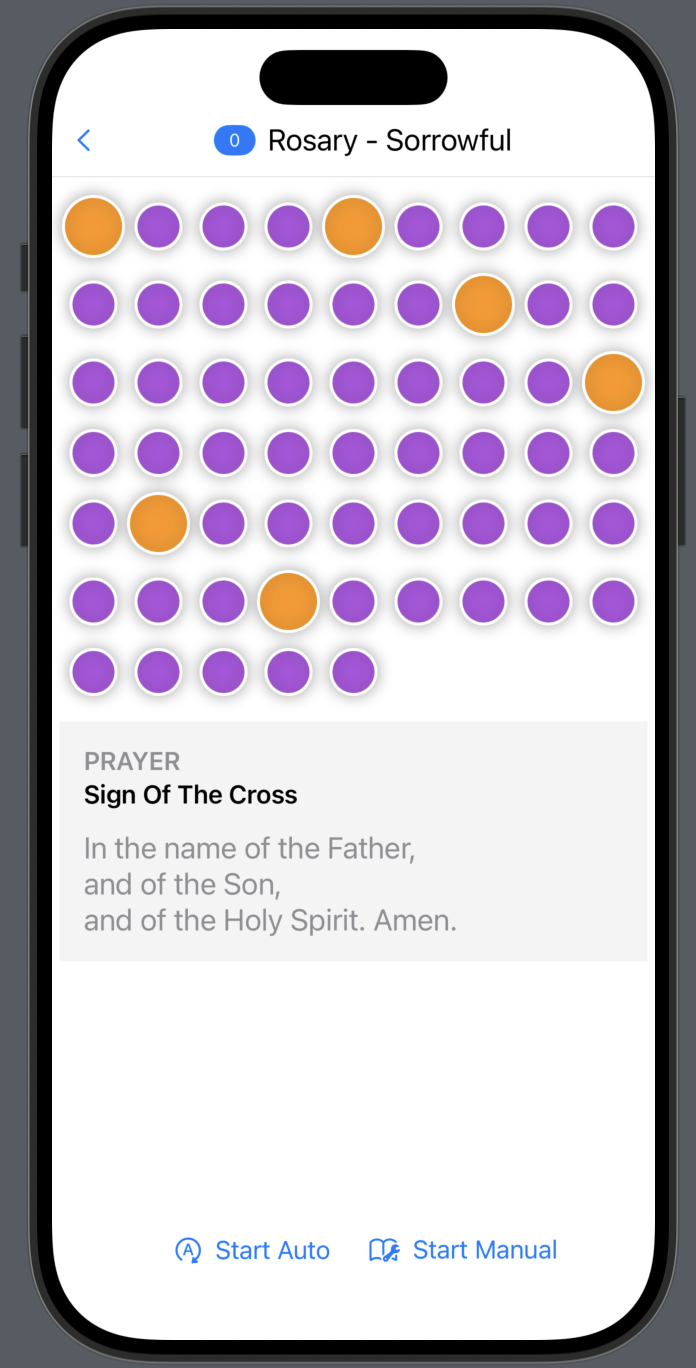 0 Rosary - Sorrowful
PRAYER
Sign Of The Cross
In the name of the Father,
and of the Son,
and of the Holy Spirit. Amen.
A Start Auto Start Manual